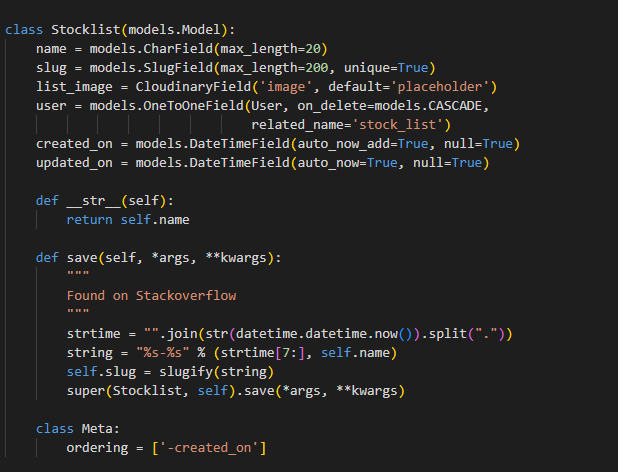 class Stocklist(models.Model):
    name = models.CharField(max_length=20)
    slug = models.SlugField(max_length=200, unique=True)
    list_image = CloudinaryField('image', default='placeholder')
    user = models.OneToOneField(User, on_delete=models.CASCADE,
                                related_name='stock_list')
    created_on = models.DateTimeField(auto_now_add=True, null=True)
    updated_on = models.DateTimeField(auto_now=True, null=True)

    def __str__(self):
        return self.name

    def save(self, *args, **kwargs):
        """
        Found on Stackoverflow
        """
        strtime = "".join(str(datetime.datetime.now()).split("."))
        string = "%s-%s" % (strtime[7:], self.name)
        self.slug = slugify(string)
        super(Stocklist, self).save(*args, **kwargs)

    class Meta:
        ordering = ['-created_on']